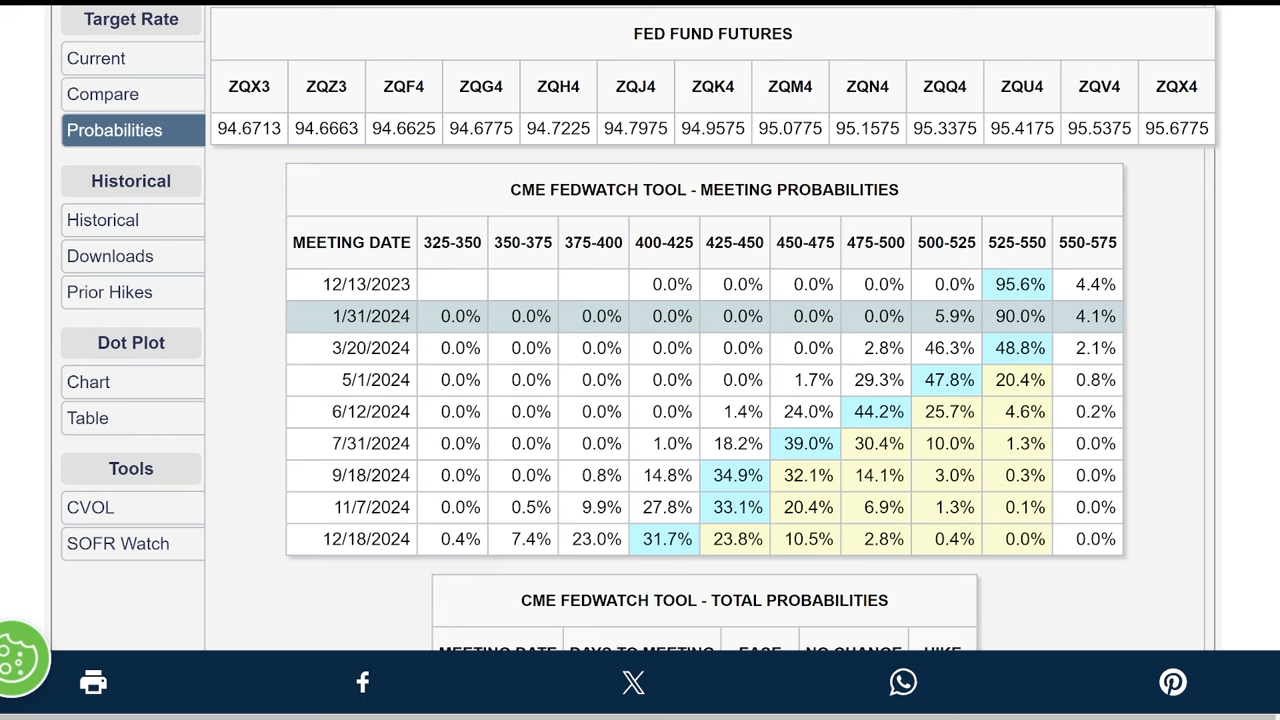 Target Rate
Current
Compare
Probabilities
Historical
Historical
Downloads
Prior Hikes
Dot Plot
Chart
Table
Tools
CVOL
SOFR Watch
FED FUND FUTURES
ZQX3 ZQZ3 ZQF4 ZQG4 ZQH4 ZQJ4 ZQK4 ZQM4 ZQN4 ZQQ4 ZQU4 ZQV4 ZQX4
94.6713 94.6663 94.6625 94.6775 94.7225 94.7975 94.9575 95.0775 95.1575 95.3375 95.4175 95.5375 95.6775
CME FEDWATCH TOOL - MEETING PROBABILITIES
MEETING DATE 325-350 350-375 375-400 400-425 425-450 450-475 475-500 500-525 525-550 550-575
12/13/2023 0.0% 0.0% 0.0% 0.0% 0.0% 95.6% 4.4%
1/31/2024 0.0% 0.0% 0.0% 0.0% 0.0% 0.0% 0.0% 5.9% 90.0% 4.1%
3/20/2024 0.0% 0.0% 0.0% 0.0% 0.0% 0.0% 2.8% 46.3% 48.8% 2.1%
5/1/2024 0.0% 0.0% 0.0% 0.0% 0.0% 1.7% 29.3% 47.8% 20.4% 0.8%
6/12/2024 0.0% 0.0% 0.0% 0.0% 1.4% 24.0% 44.2% 25.7% 4.6% 0.2%
7/31/2024 0.0% 0.0% 0.0% 1.0% 18.2% 39.0% 30.4% 10.0% 1.3% 0.0%
9/18/2024 0.0% 0.0% 0.8% 14.8% 34.9% 32.1% 14.1% 3.0% 0.3% 0.0%
11/7/2024 0.0% 0.5% 9.9% 27.8% 33.1% 20.4% 6.9% 1.3% 0.1% 0.0%
12/18/2024 0.4% 7.4% 23.0% 31.7% 23.8% 10.5% 2.8% 0.4% 0.0% 0.0%
CME FEDWATCH TOOL - TOTAL PROBABILITIES
MEETING DATE DAYS TO MEETING EASE NO CHANGE HIKE